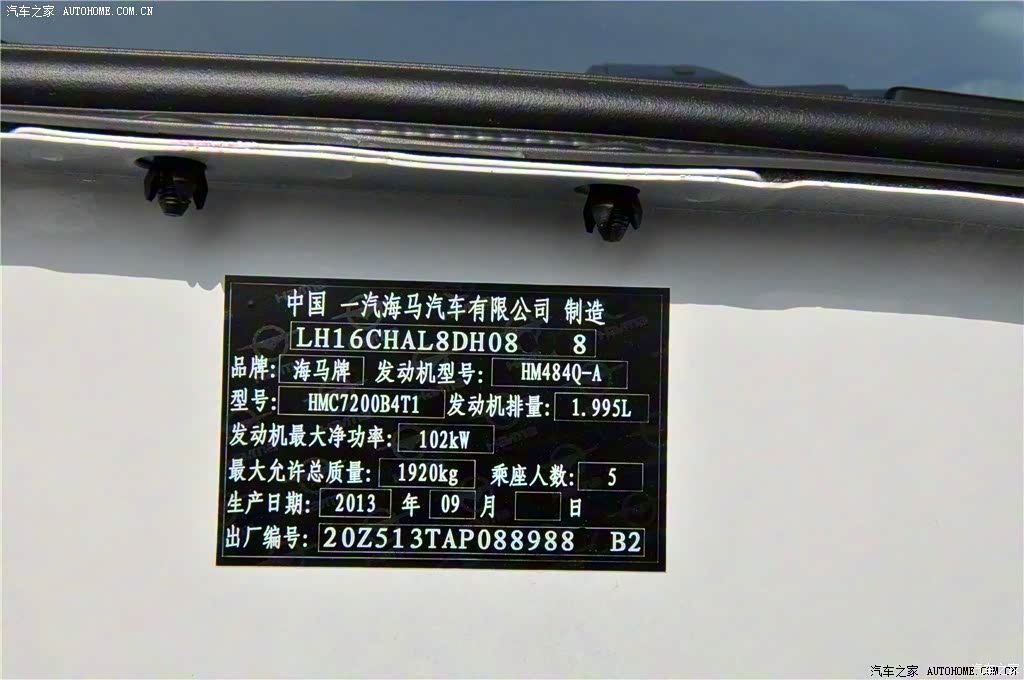 汽车之家 AUTOHOME.COM.CN
中国 一汽海马汽车有限公司 制造
LH16CHAL8DH08 8
品牌: 海马牌 发动机型号: HM484Q-A
型号: HMC7200B4T1 发动机排量: 1.995L
发动机最大净功率: 102kW
最大允许总质量: 1920kg 乘座人数: 5
生产日期: 2013 年 09 月 日
出厂编号: 20Z513TAP088988 B2
汽车之家 AUTOHOME.COM.CN
汽车之家